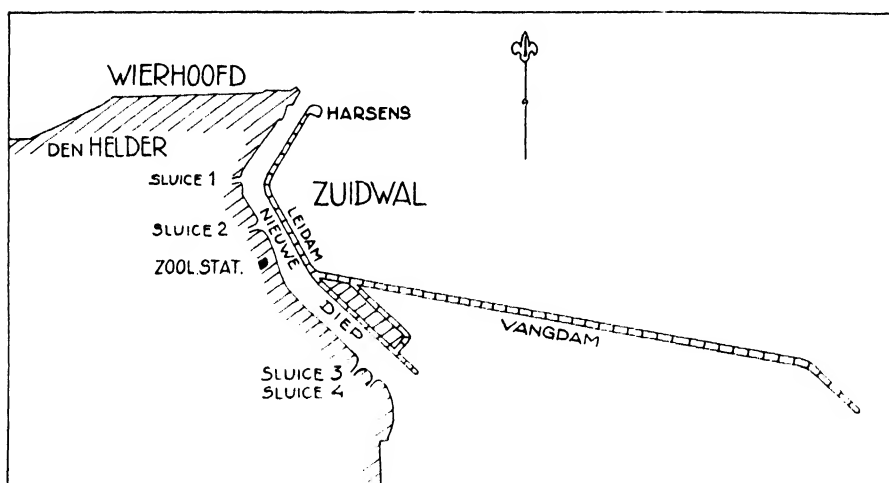 WIERHOOFD
HARSENS
DEN HELDER
SLUICE 1
ZUIDWAL
SLUICE 2
NIEUWE
LEIDAM
ZOOL.STAT.
DIEP
VANGDAM
SLUICE 3
SLUICE 4